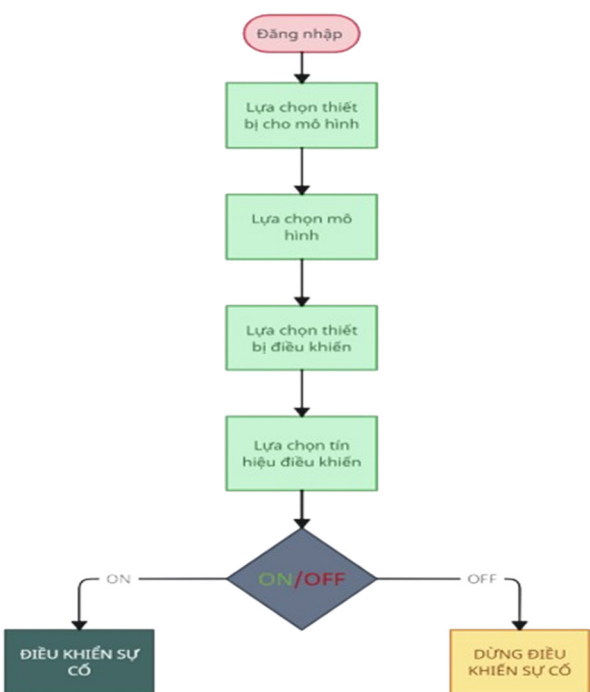 Đăng nhập
Lựa chọn thiết
bị cho mô hình
Lựa chọn mô
hình
Lựa chọn thiết
bị điều khiển
Lựa chọn tín
hiệu điều khiển
ON/OFF
ON
OFF
ĐIỀU KHIỂN SỰ
CỐ
DỪNG ĐIỀU
KHIỂN SỰ CỐ